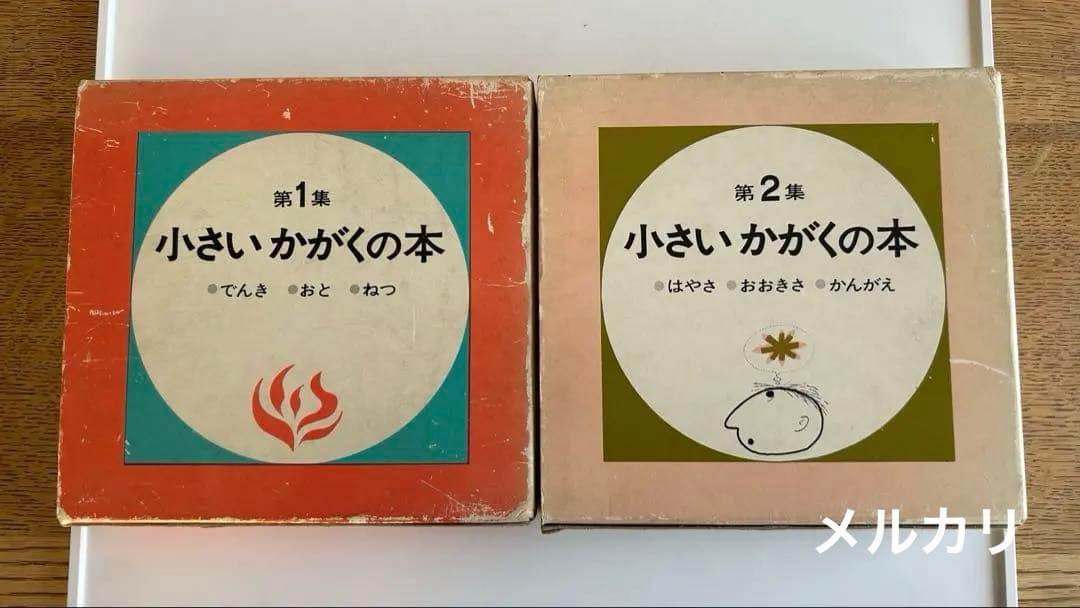 第1集
小さい かがくの本
●でんき ●おと ●ねつ
第2集
小さい かがくの本
●はやさ ●おおきさ ●かんがえ
メルカリ